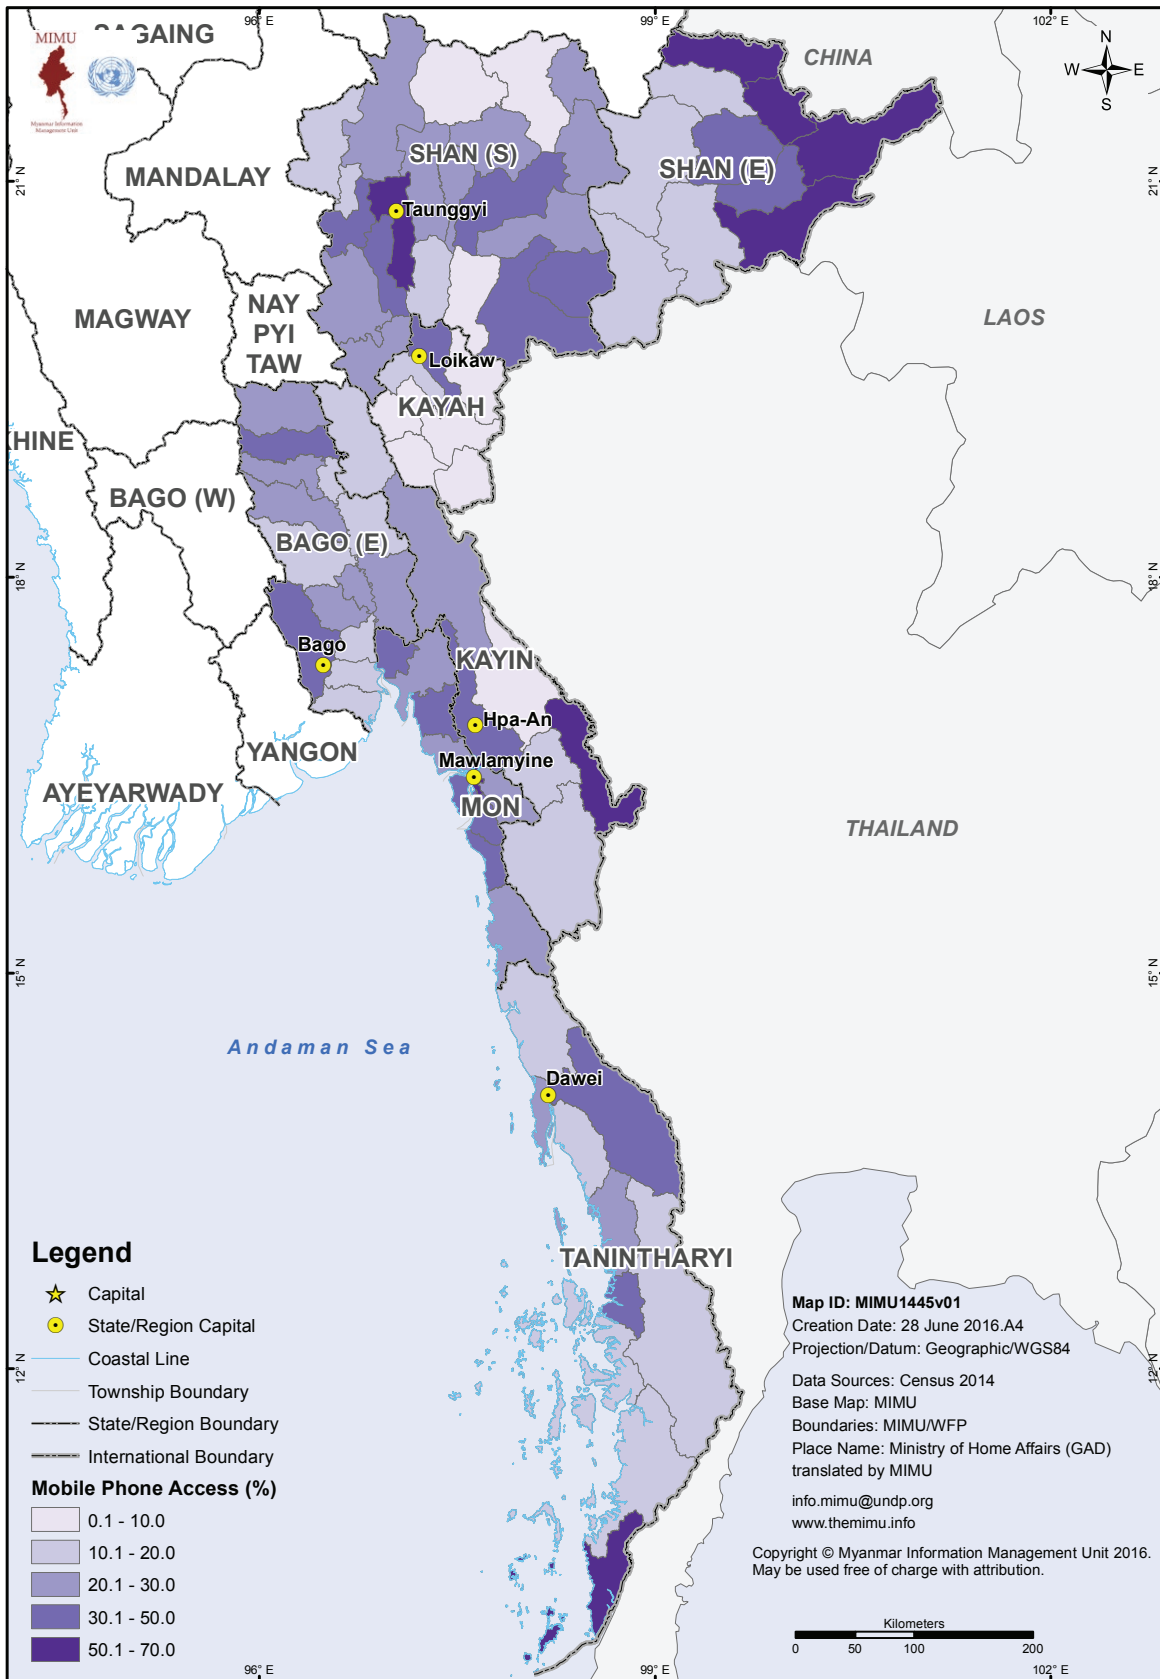 96° E
99° E
102° E
SAGAING
MIMU
Myanmar Information
Management Unit
CHINA
N
W
E
S
SHAN (S)
SHAN (E)
MANDALAY
21° N
21° N
Taunggyi
NAY
PYI
TAW
MAGWAY
LAOS
Loikaw
KAYAH
KHINE
BAGO (W)
BAGO (E)
18° N
18° N
Bago
KAYIN
Hpa-An
YANGON
Mawlamyine
AYEYARWADY
MON
THAILAND
15° N
15° N
Andaman Sea
Dawei
TANINTHARYI
12° N
12° N
Legend
Capital
State/Region Capital
Coastal Line
Township Boundary
State/Region Boundary
International Boundary
Mobile Phone Access (%)
0.1 - 10.0
10.1 - 20.0
20.1 - 30.0
30.1 - 50.0
50.1 - 70.0
Map ID: MIMU1445v01
Creation Date: 28 June 2016.A4
Projection/Datum: Geographic/WGS84
Data Sources: Census 2014
Base Map: MIMU
Boundaries: MIMU/WFP
Place Name: Ministry of Home Affairs (GAD)
translated by MIMU
info.mimu@undp.org
www.themimu.info
Copyright © Myanmar Information Management Unit 2016.
May be used free of charge with attribution.
Kilometers
0 50 100 200
96° E
99° E
102° E